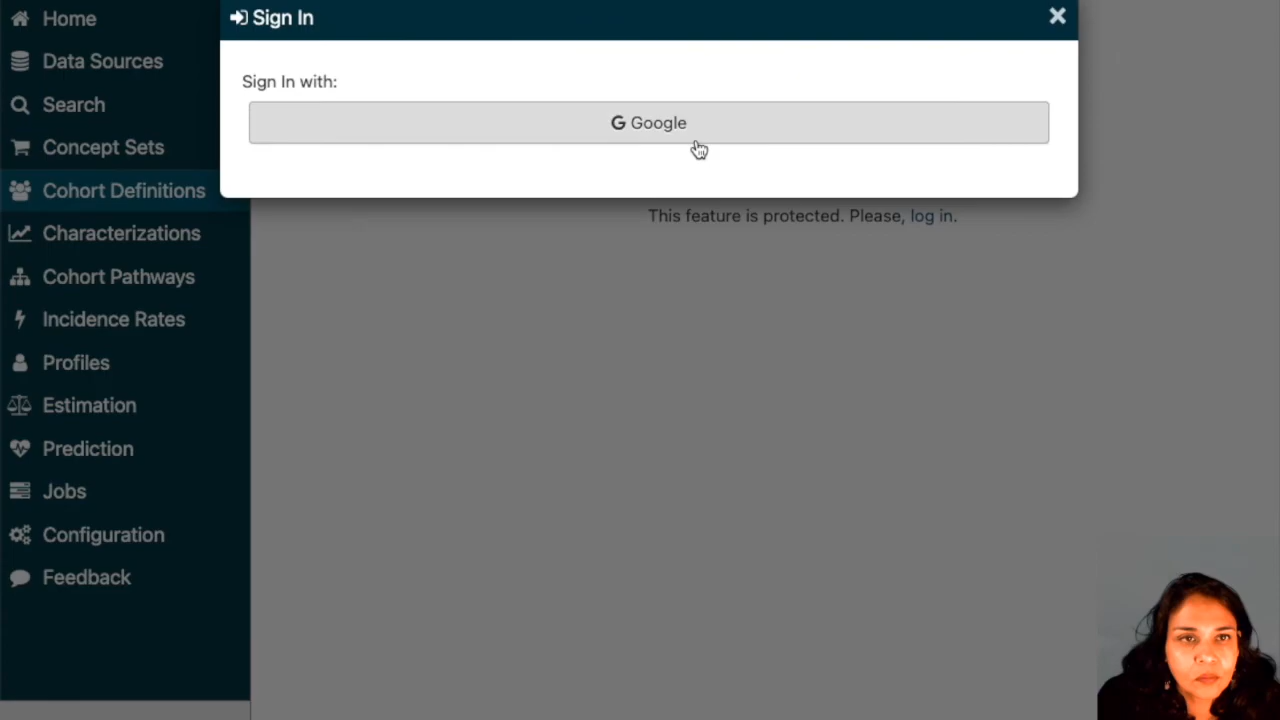 Home
Data Sources
Search
Concept Sets
Cohort Definitions
Characterizations
Cohort Pathways
Incidence Rates
Profiles
Estimation
Prediction
Jobs
Configuration
Feedback
Sign In
Sign In with:
Google
This feature is protected. Please, log in.